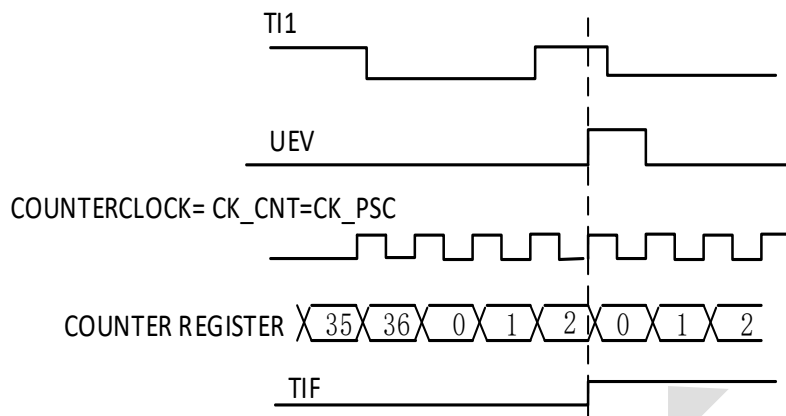 TI1
UEV
COUNTERCLOCK= CK_CNT=CK_PSC
COUNTER REGISTER 35 36 0 1 2 0 1 2
TIF